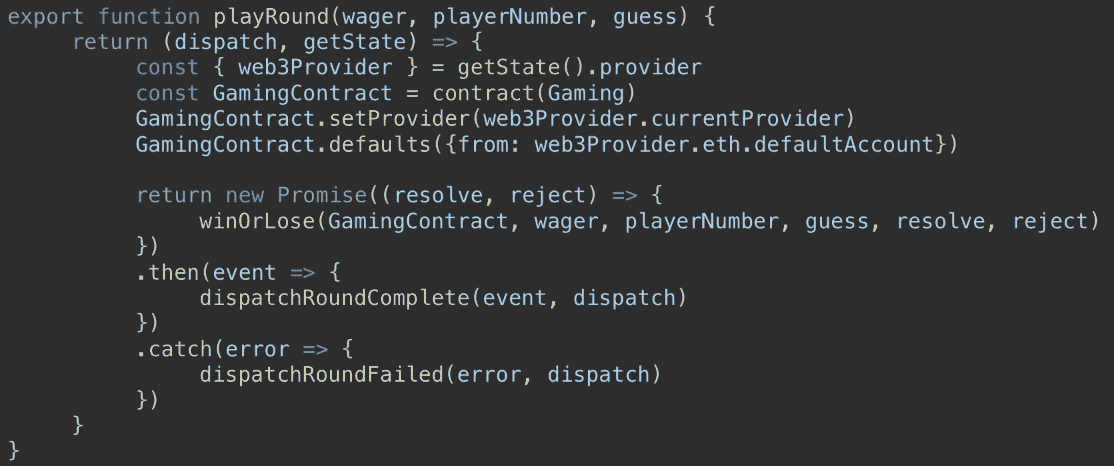 export function playRound(wager, playerNumber, guess) {
     return (dispatch, getState) => {
          const { web3Provider } = getState().provider
          const GamingContract = contract(Gaming)
          GamingContract.setProvider(web3Provider.currentProvider)
          GamingContract.defaults({from: web3Provider.eth.defaultAccount})

          return new Promise((resolve, reject) => {
               winOrLose(GamingContract, wager, playerNumber, guess, resolve, reject)
          })
          .then(event => {
               dispatchRoundComplete(event, dispatch)
          })
          .catch(error => {
               dispatchRoundFailed(error, dispatch)
          })
     }
}